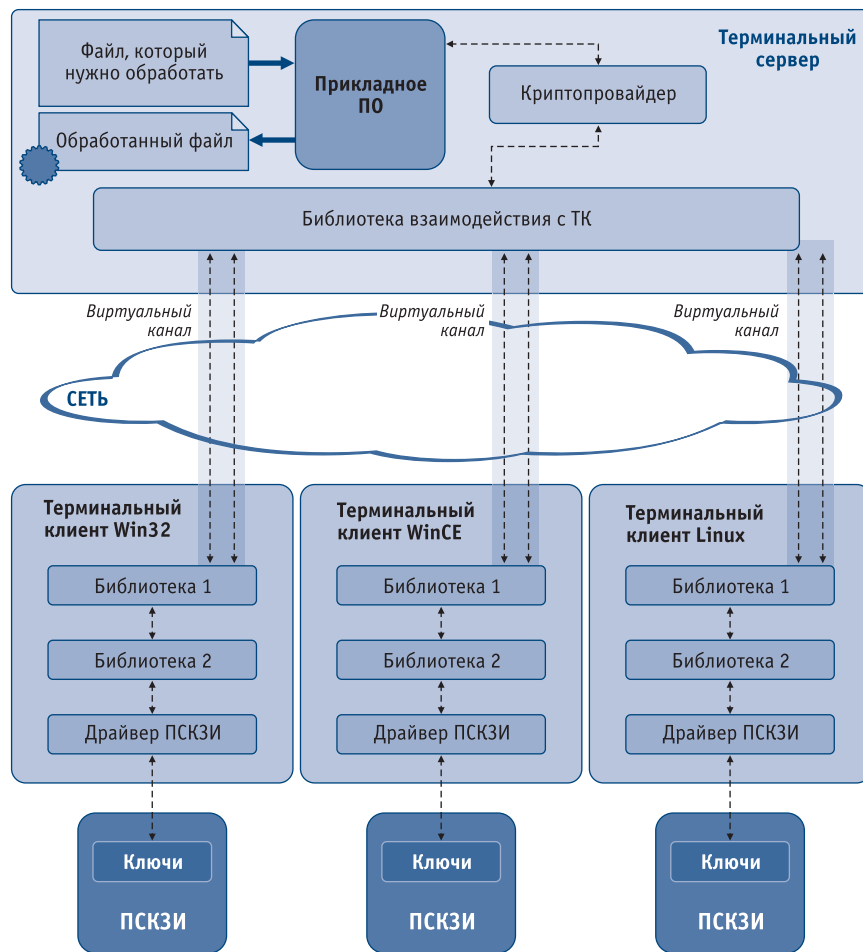 Файл, который
нужно обработать
Прикладное
ПО
Терминальный
сервер
Криптопровайдер
Обработанный файл
Библиотека взаимодействия с ТК
Виртуальный
канал
Виртуальный
канал
Виртуальный
канал
СЕТЬ
Терминальный
клиент Win32
Библиотека 1
Библиотека 2
Драйвер ПСКЗИ
Ключи
ПСКЗИ
Терминальный
клиент WinCE
Библиотека 1
Библиотека 2
Драйвер ПСКЗИ
Ключи
ПСКЗИ
Терминальный
клиент Linux
Библиотека 1
Библиотека 2
Драйвер ПСКЗИ
Ключи
ПСКЗИ